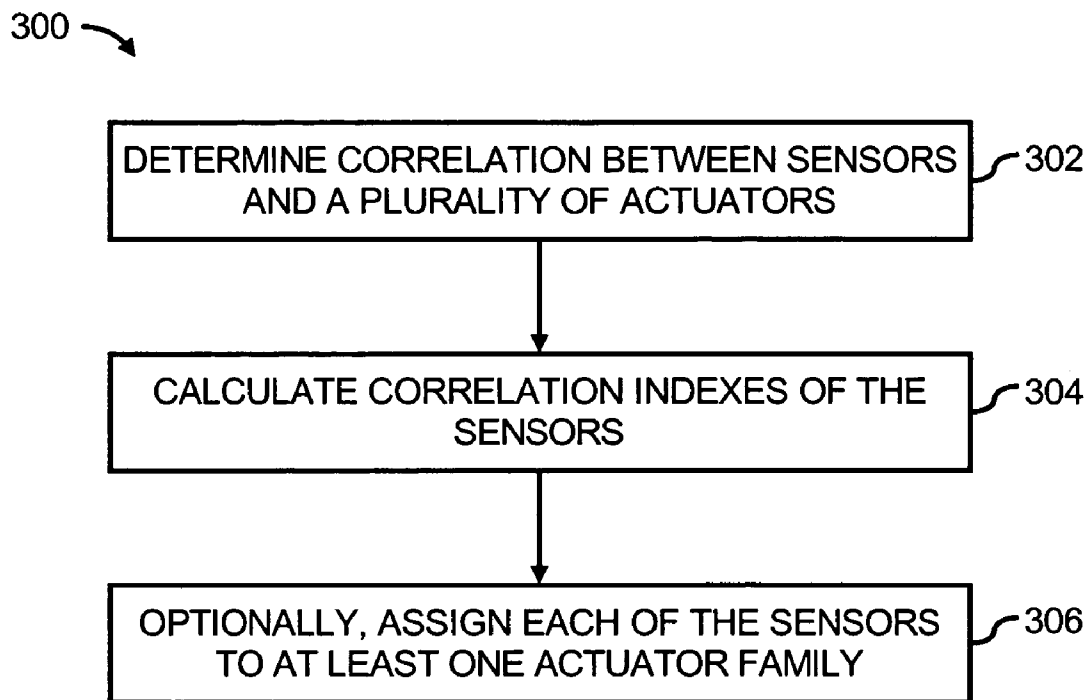 300
DETERMINE CORRELATION BETWEEN SENSORS
AND A PLURALITY OF ACTUATORS
302
CALCULATE CORRELATION INDEXES OF THE
SENSORS
304
OPTIONALLY, ASSIGN EACH OF THE SENSORS
TO AT LEAST ONE ACTUATOR FAMILY
306